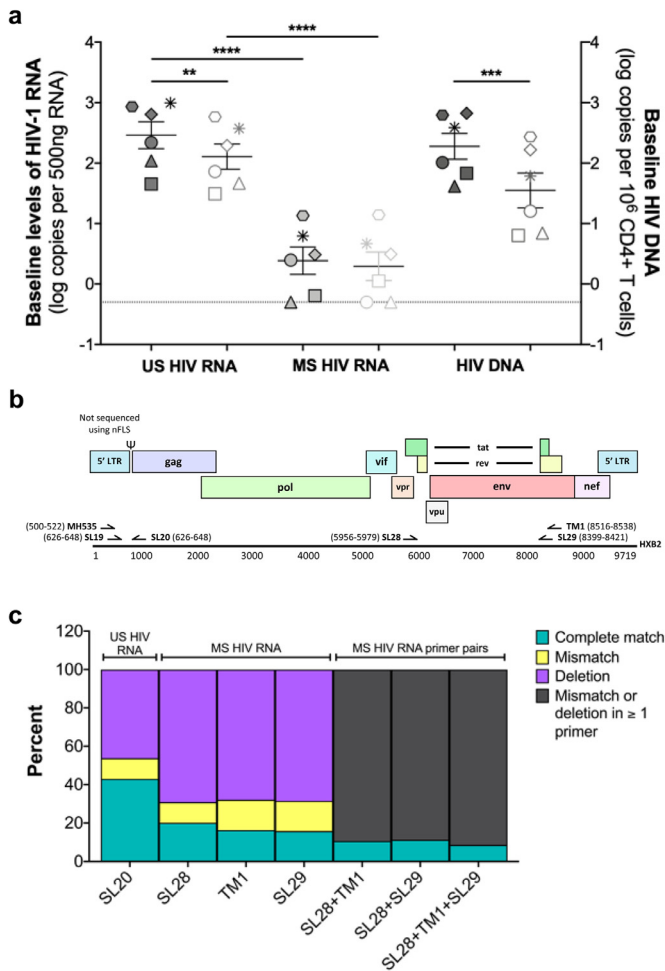 a
Baseline levels of HIV-1 RNA
(log copies per 500ng RNA)
4
3
2
1
0
-1
****
****
**
***
4
3
2
1
0
-1
Baseline HIV DNA
(log copies per 10⁶ CD4+ T cells)
US HIV RNA
MS HIV RNA
HIV DNA
b
Not sequenced
using nFLS
Ψ
5' LTR
gag
pol
vif
vpr
vpu
tat
rev
env
nef
5' LTR
(500-522) MH535
(626-648) SL19
SL20 (626-648)
(5956-5979) SL28
TM1 (8516-8538)
SL29 (8399-8421)
HXB2
1 1000 2000 3000 4000 5000 6000 7000 8000 9000 9719
c
Percent
120
100
80
60
40
20
0
US HIV
RNA
MS HIV RNA
MS HIV RNA primer pairs
Complete match
Mismatch
Deletion
Mismatch or
deletion in ≥ 1
primer
SL20
SL28
TM1
SL29
SL28+TM1
SL28+SL29
SL28+TM1+SL29